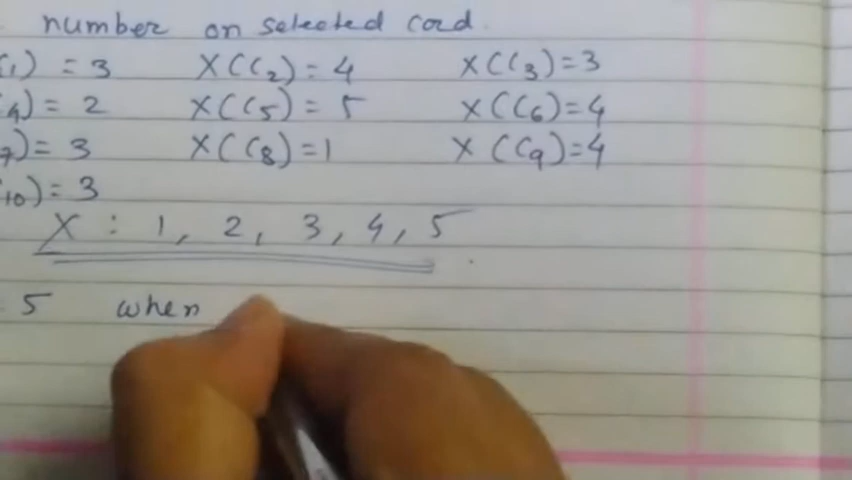 number on selected card.
1) = 3 X(C2) = 4 X(C3) = 3
4) = 2 X(C5) = 5 X(C6) = 4
7) = 3 X(C8) = 1 X(C9) = 4
10) = 3
X : 1, 2, 3, 4, 5
5 when